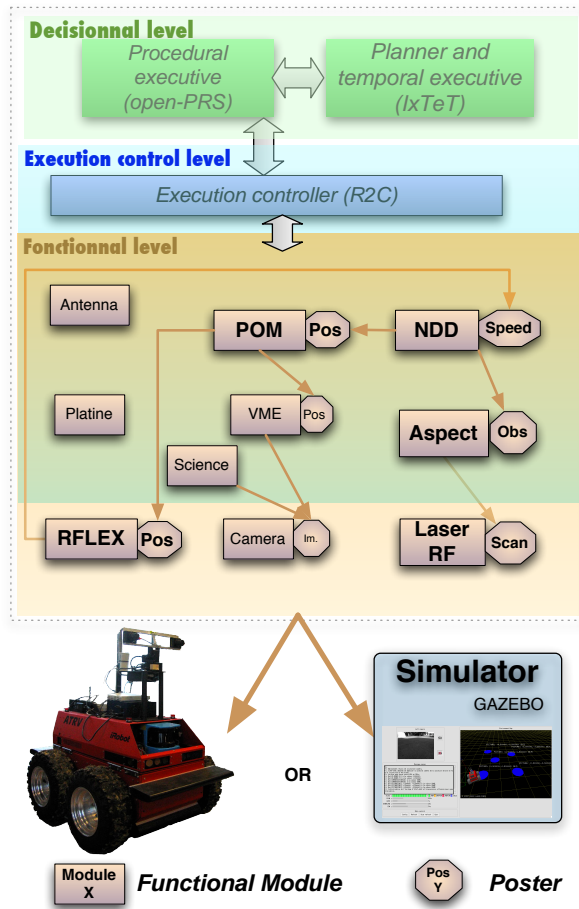 Decisionnal level
Procedural
executive
(open-PRS)
Planner and
temporal executive
(IxTeT)
Execution control level
Execution controller (R2C)
Fonctionnal level
Antenna
POM
Pos
NDD
Speed
Platine
VME
Pos
Aspect
Obs
Science
RFLEX
Pos
Camera
Im.
Laser
RF
Scan
Simulator
GAZEBO
ATRV
iRobot
OR
Module
X
Functional Module
Pos
Y
Poster